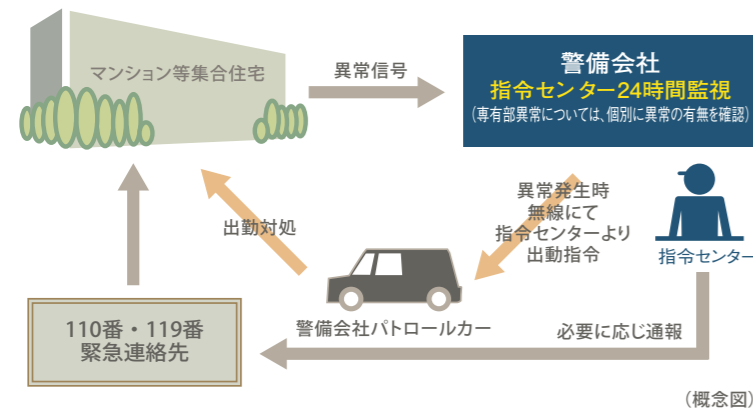 マンション等集合住宅
異常信号
警備会社
指令センター24時間監視
(専有部異常については、個別に異常の有無を確認)
異常発生時
無線にて
指令センターより
出動指令
出勤対処
指令センター
警備会社パトロールカー
110番・119番
緊急連絡先
必要に応じ通報
(概念図)